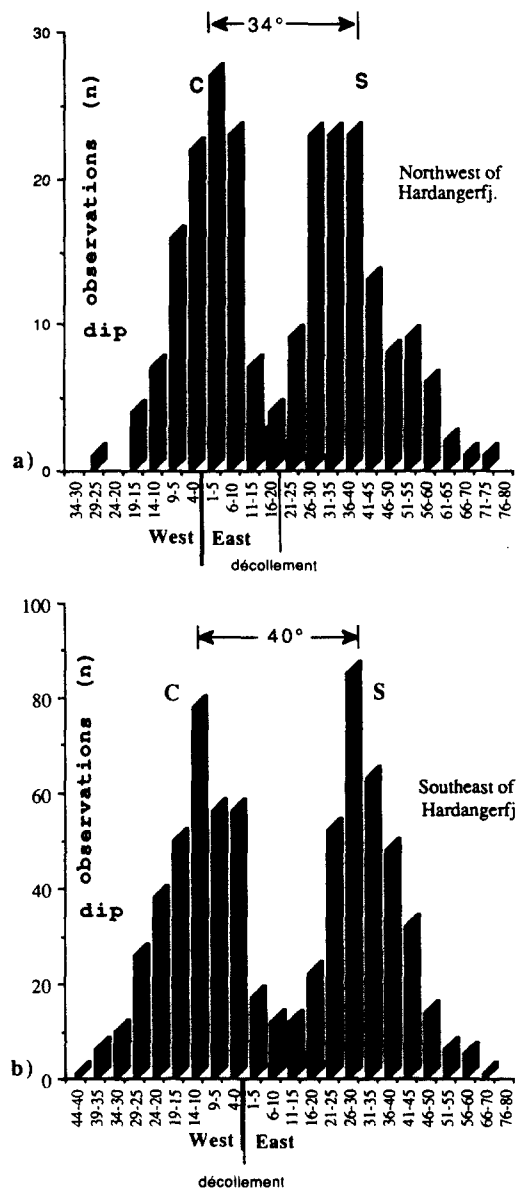 34°
30
C
S
20
10
0
observations (n)
dip
Northwest of
Hardangerfj.
a)
34-30
29-25
24-20
19-15
14-10
9-5
4-0
1-5
6-10
11-15
16-20
21-25
26-30
31-35
36-40
41-45
46-50
51-55
56-60
61-65
66-70
71-75
76-80
West
East
décollement
100
40°
C
S
80
60
40
20
0
observations (n)
dip
Southeast of
Hardangerfj
b)
44-40
39-35
34-30
29-25
24-20
19-15
14-10
9-5
4-0
1-5
6-10
11-15
16-20
21-25
26-30
31-35
36-40
41-45
46-50
51-55
56-60
66-70
76-80
West
East
décollement